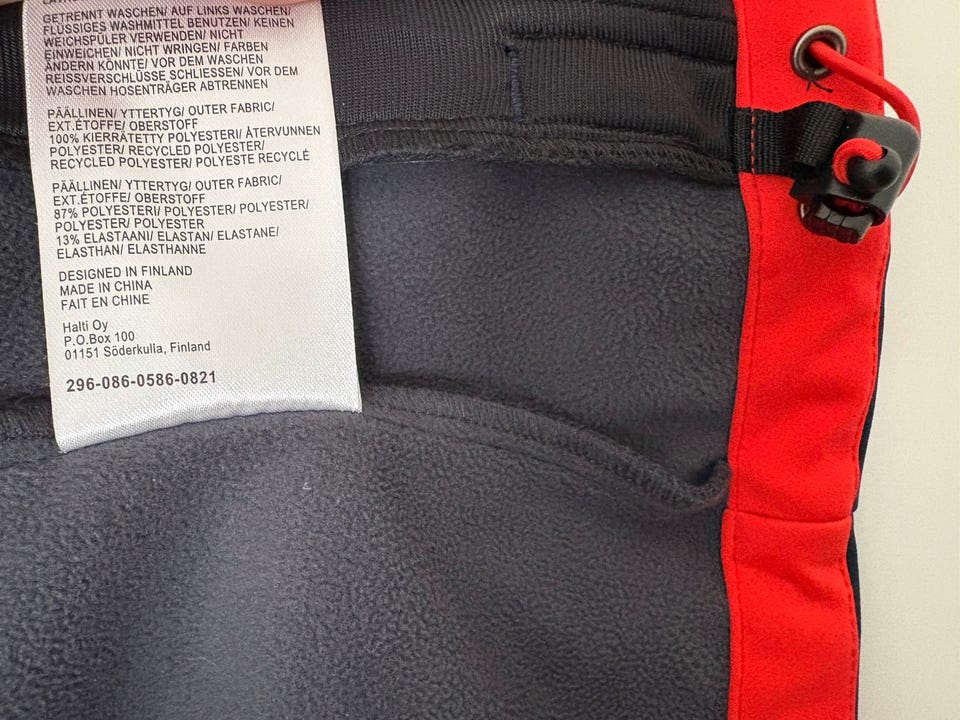 GETRENNT WASCHEN/ AUF LINKS WASCHEN/
FLÜSSIGES WASHMITTEL BENUTZEN/ KEINEN
WEICHSPÜLER VERWENDEN/ NICHT
EINWEICHEN/ NICHT WRINGEN/ FARBEN
ÄNDERN KÖNNTE/ VOR DEM WASCHEN
REISSVERSCHLÜSSE SCHLIESSEN/ VOR DEM
WASCHEN HOSENTRÄGER ABTRENNEN
PÄÄLLINEN/ YTTERTYG/ OUTER FABRIC/
EXT.ÉTOFFE/ OBERSTOFF
100% KIERRÄTETTY POLYESTERI/ ÅTERVUNNEN
POLYESTER/ RECYCLED POLYESTER/
RECYCLED POLYESTER/ POLYESTE RECYCLÉ
PÄÄLLINEN/ YTTERTYG/ OUTER FABRIC/
EXT.ÉTOFFE/ OBERSTOFF
87% POLYESTERI/ POLYESTER/ POLYESTER/
POLYESTER/ POLYESTER
13% ELASTAANI/ ELASTAN/ ELASTANE/
ELASTHAN/ ELASTHANNE
DESIGNED IN FINLAND
MADE IN CHINA
FAIT EN CHINE
Halti Oy
P.O.Box 100
01151 Söderkulla, Finland
296-086-0586-0821